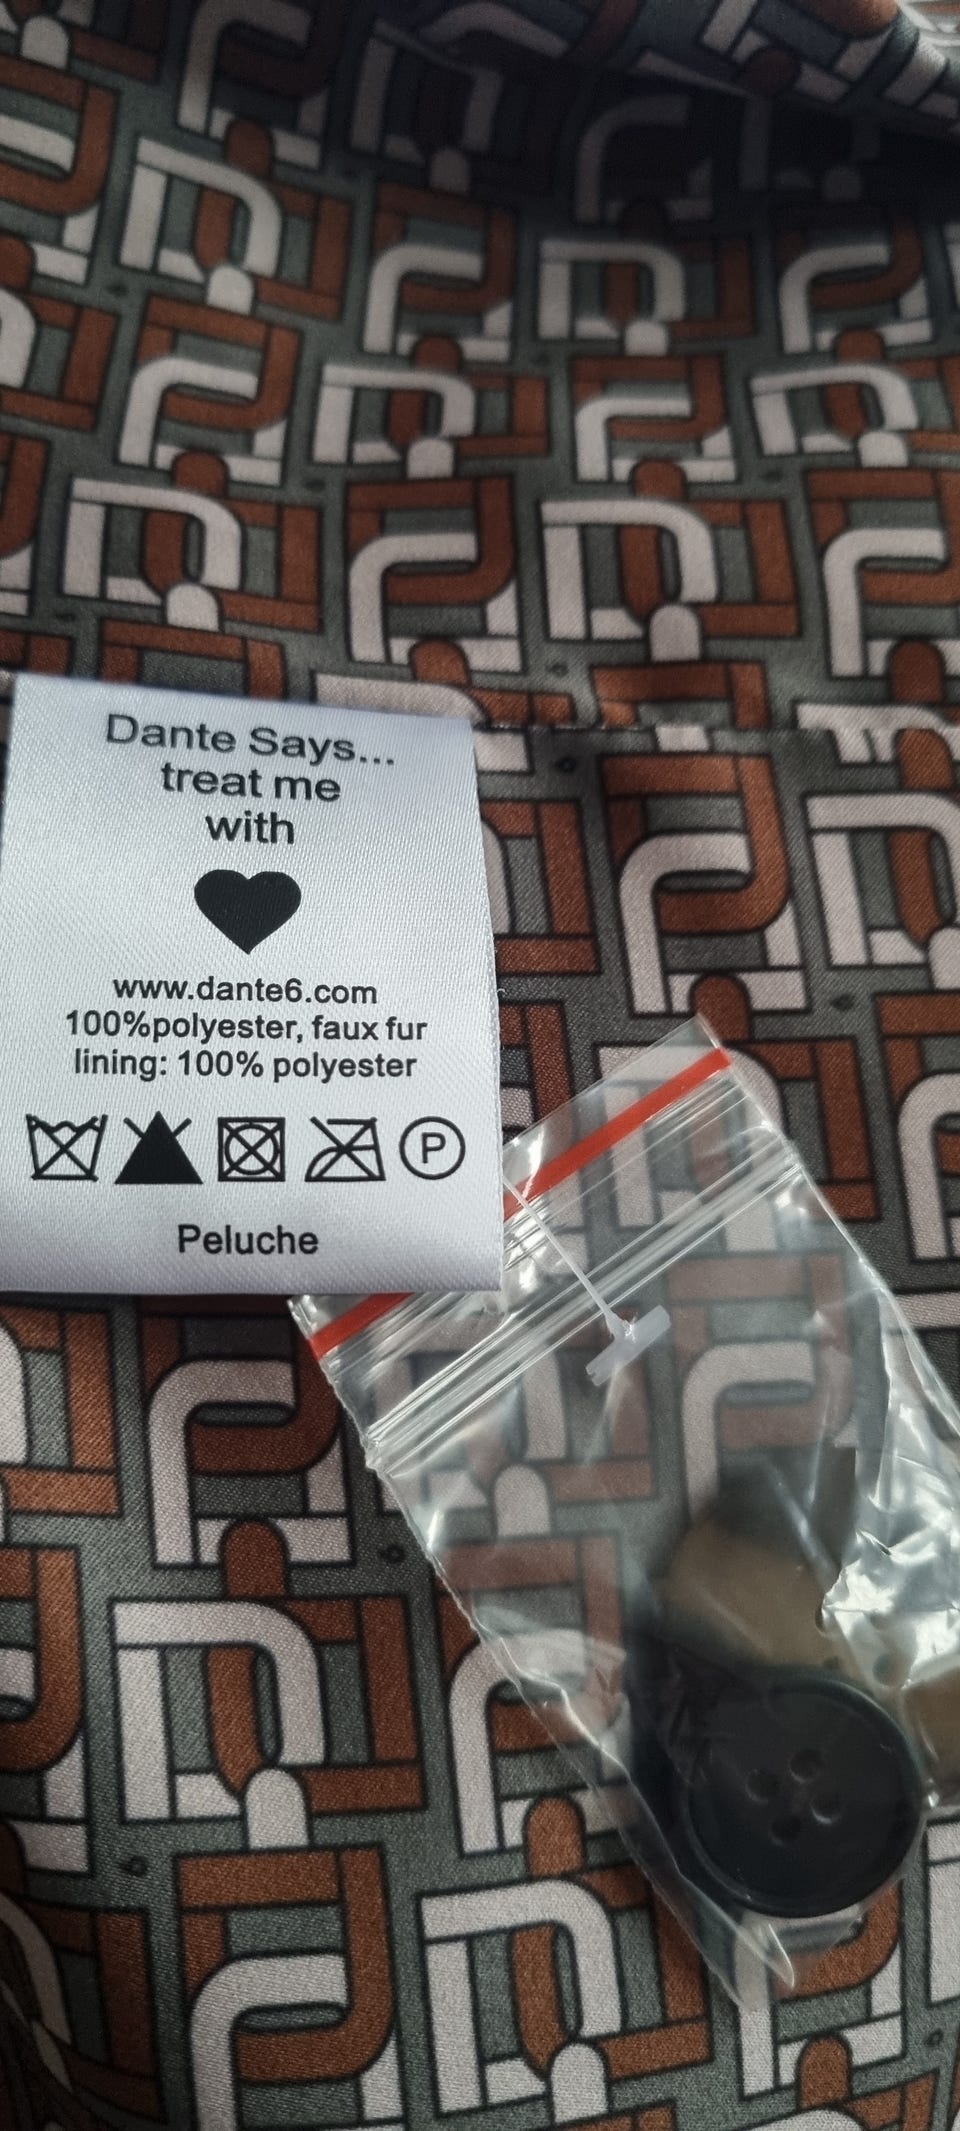 Dante Says...
treat me
with
www.dante6.com
100%polyester, faux fur
lining: 100% polyester
P
Peluche